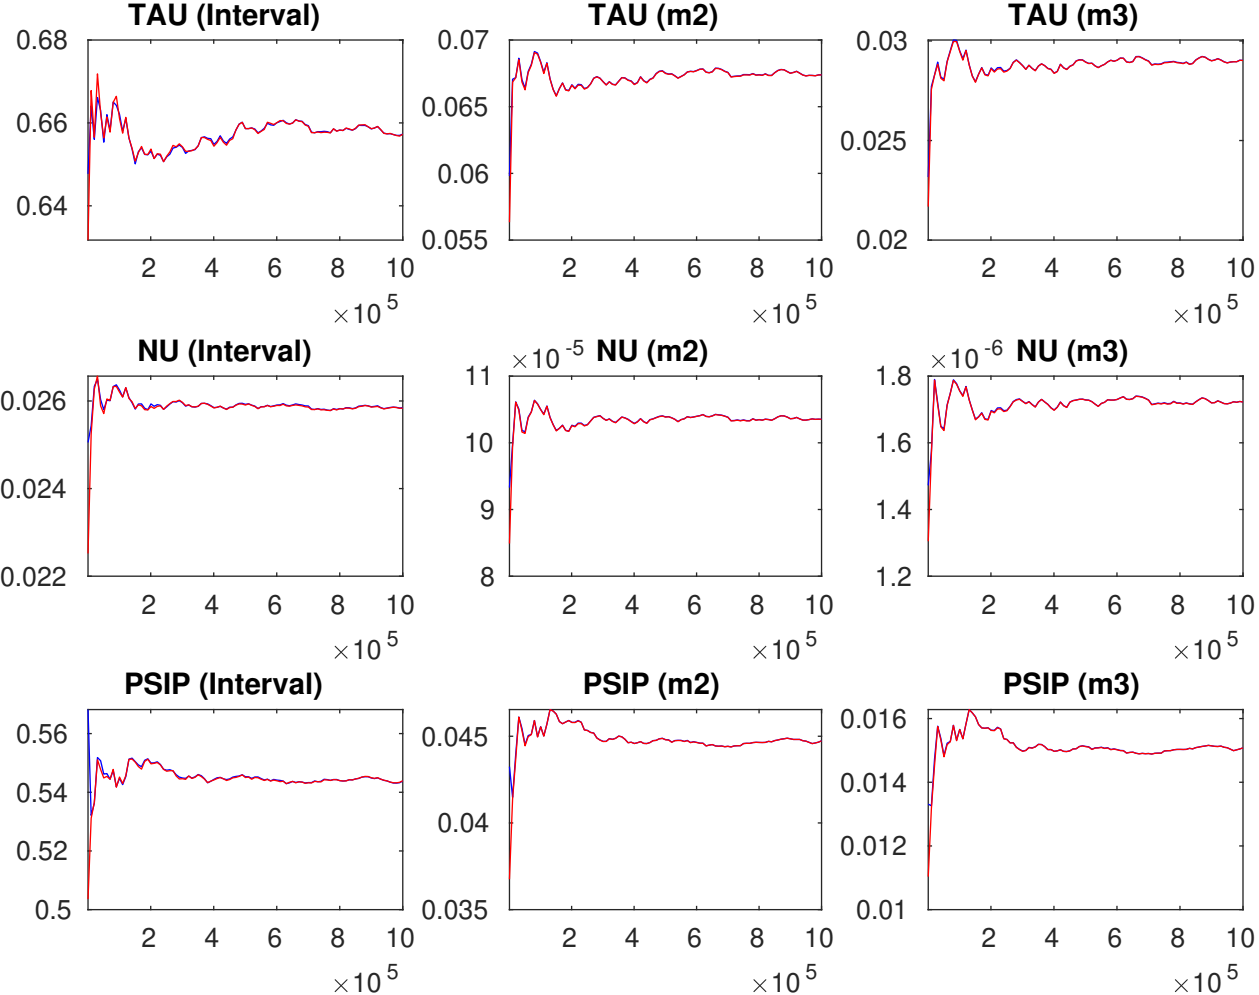 TAU (Interval)
0.68
0.66
0.64
2 4 6 8 10
×10 5
TAU (m2)
0.07
0.065
0.06
0.055
2 4 6 8 10
×10 5
TAU (m3)
0.03
0.025
0.02
2 4 6 8 10
×10 5
NU (Interval)
0.026
0.024
0.022
2 4 6 8 10
×10 5
×10 -5 NU (m2)
11
10
9
8
2 4 6 8 10
×10 5
×10 -6 NU (m3)
1.8
1.6
1.4
1.2
2 4 6 8 10
×10 5
PSIP (Interval)
0.56
0.54
0.52
0.5
2 4 6 8 10
×10 5
PSIP (m2)
0.045
0.04
0.035
2 4 6 8 10
×10 5
PSIP (m3)
0.016
0.014
0.012
0.01
2 4 6 8 10
×10 5